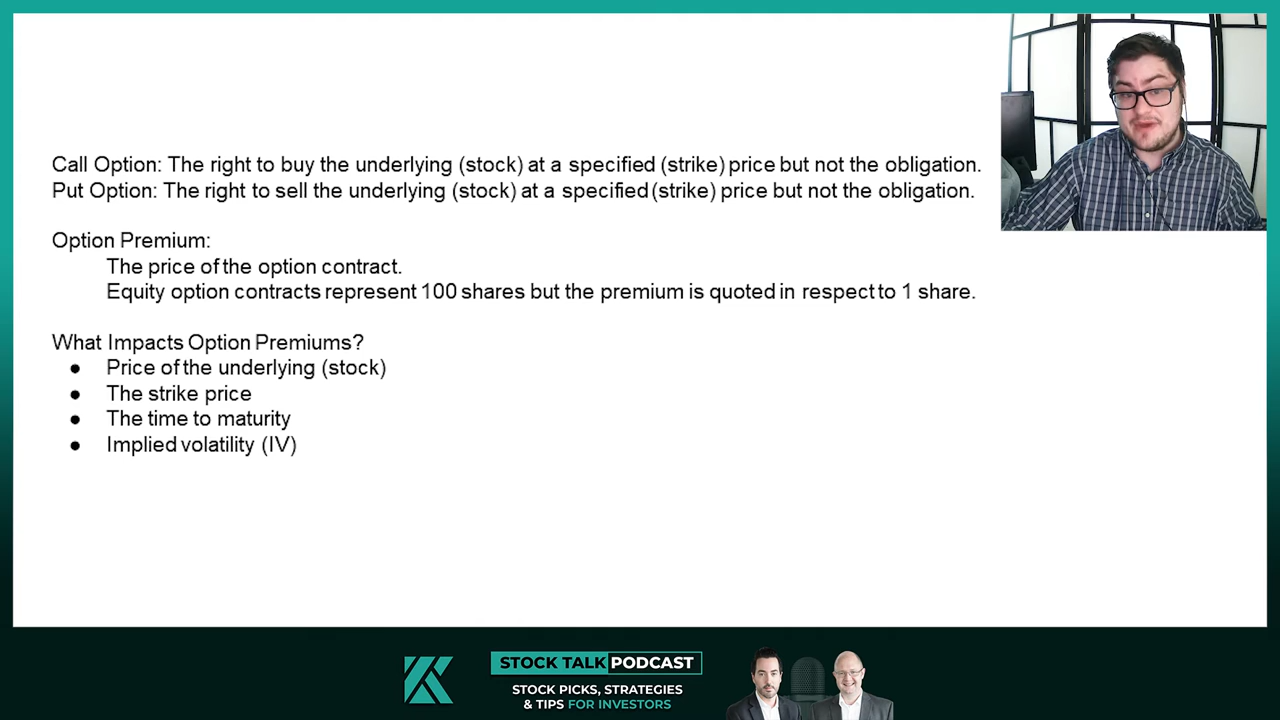 Call Option: The right to buy the underlying (stock) at a specified (strike) price but not the obligation.
Put Option: The right to sell the underlying (stock) at a specified (strike) price but not the obligation.
Option Premium:
The price of the option contract.
Equity option contracts represent 100 shares but the premium is quoted in respect to 1 share.
What Impacts Option Premiums?
● Price of the underlying (stock)
● The strike price
● The time to maturity
● Implied volatility (IV)
STOCK TALK PODCAST
STOCK PICKS, STRATEGIES
& TIPS FOR INVESTORS